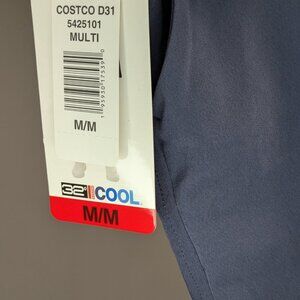 COSTCO D31
5425101
MULTI
M/M
32° COOL
M/M